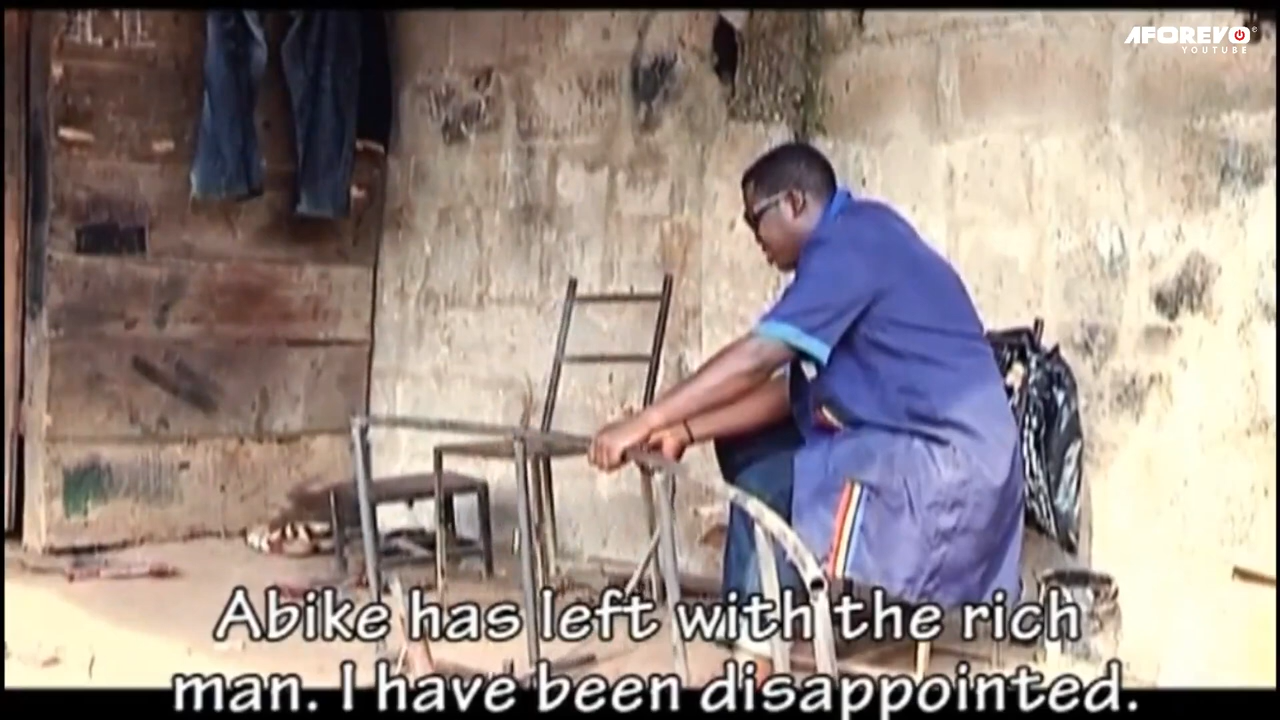 AFOREVO
YOUTUBE
Abike has left with the rich
man. I have been disappointed.